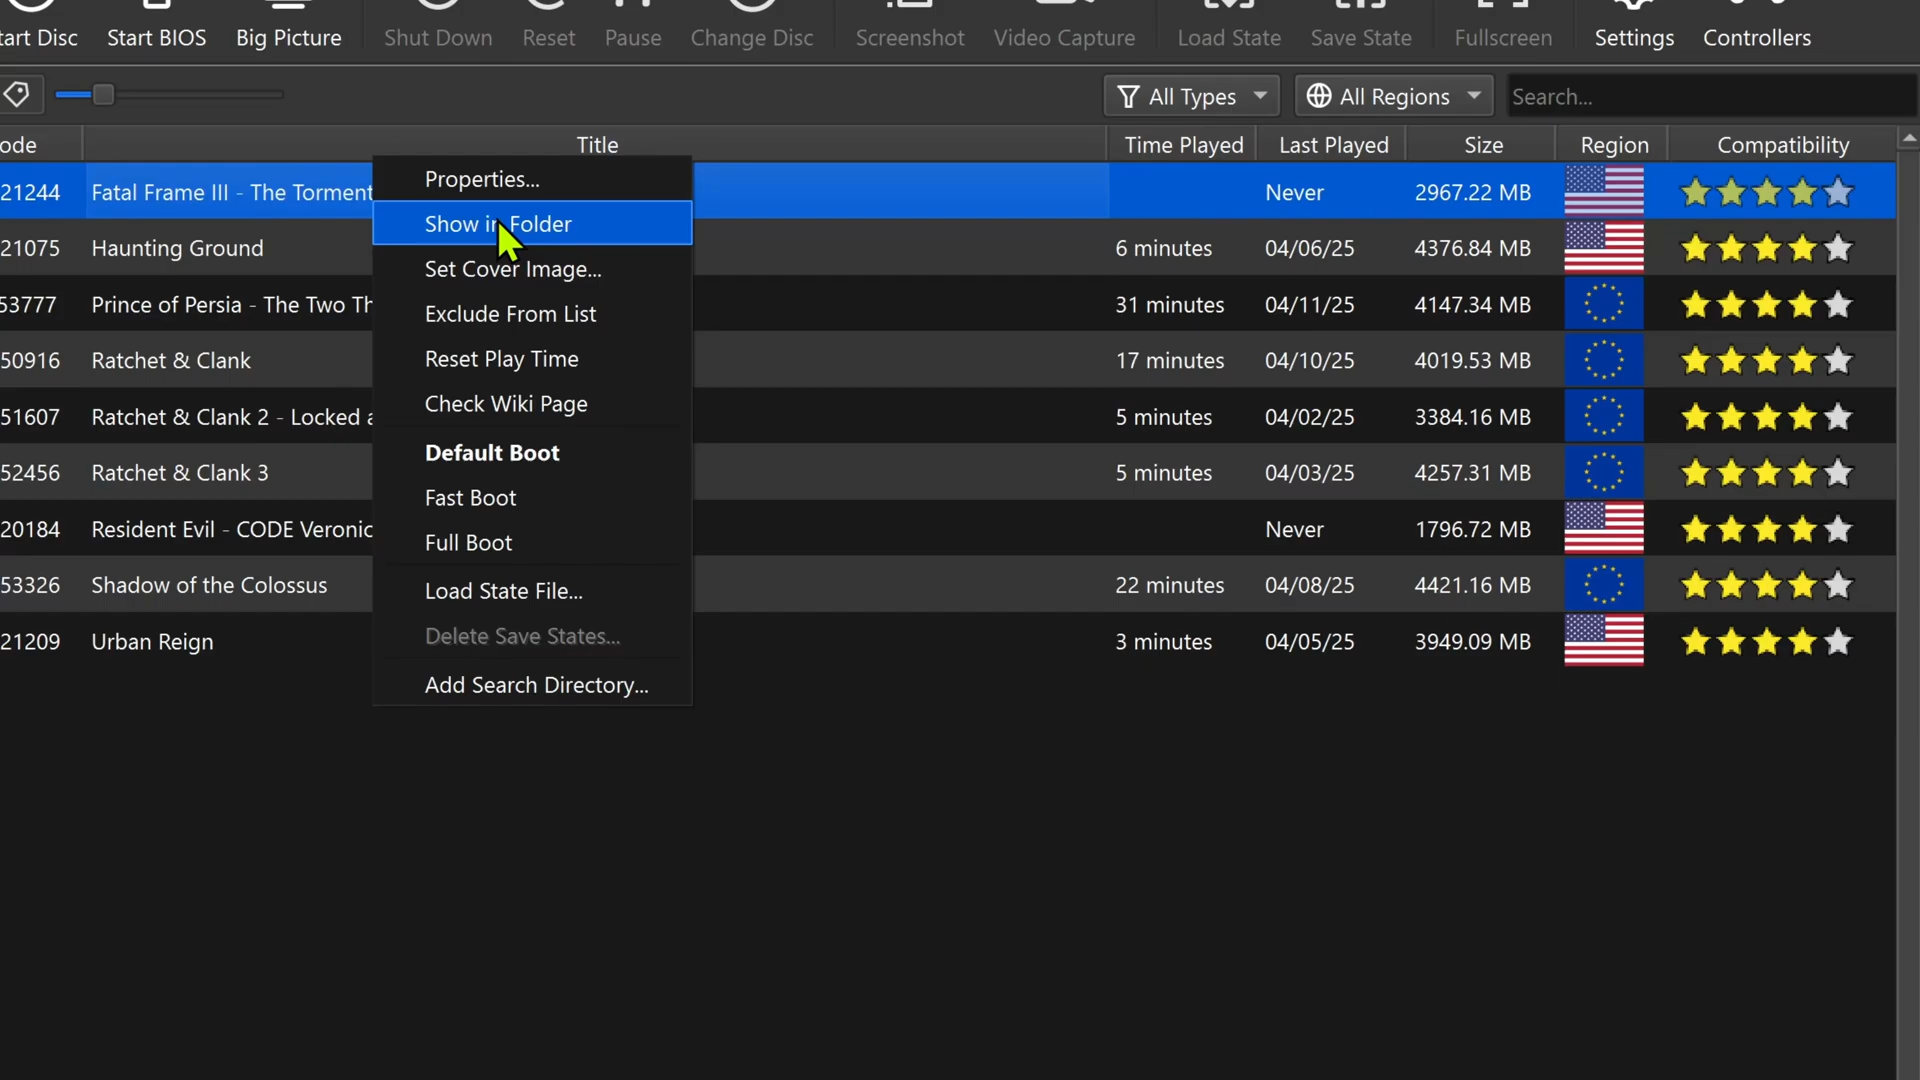 tart Disc Start BIOS Big Picture Shut Down Reset Pause Change Disc Screenshot Video Capture Load State Save State Fullscreen Settings Controllers
All Types All Regions Search...
ode Title Time Played Last Played Size Region Compatibility
21244 Fatal Frame III - The Torment Never 2967.22 MB
21075 Haunting Ground 6 minutes 04/06/25 4376.84 MB
53777 Prince of Persia - The Two Th 31 minutes 04/11/25 4147.34 MB
50916 Ratchet & Clank 17 minutes 04/10/25 4019.53 MB
51607 Ratchet & Clank 2 - Locked a 5 minutes 04/02/25 3384.16 MB
52456 Ratchet & Clank 3 5 minutes 04/03/25 4257.31 MB
20184 Resident Evil - CODE Veronic Never 1796.72 MB
53326 Shadow of the Colossus 22 minutes 04/08/25 4421.16 MB
21209 Urban Reign 3 minutes 04/05/25 3949.09 MB
Properties...
Show in Folder
Set Cover Image...
Exclude From List
Reset Play Time
Check Wiki Page
Default Boot
Fast Boot
Full Boot
Load State File...
Delete Save States...
Add Search Directory...